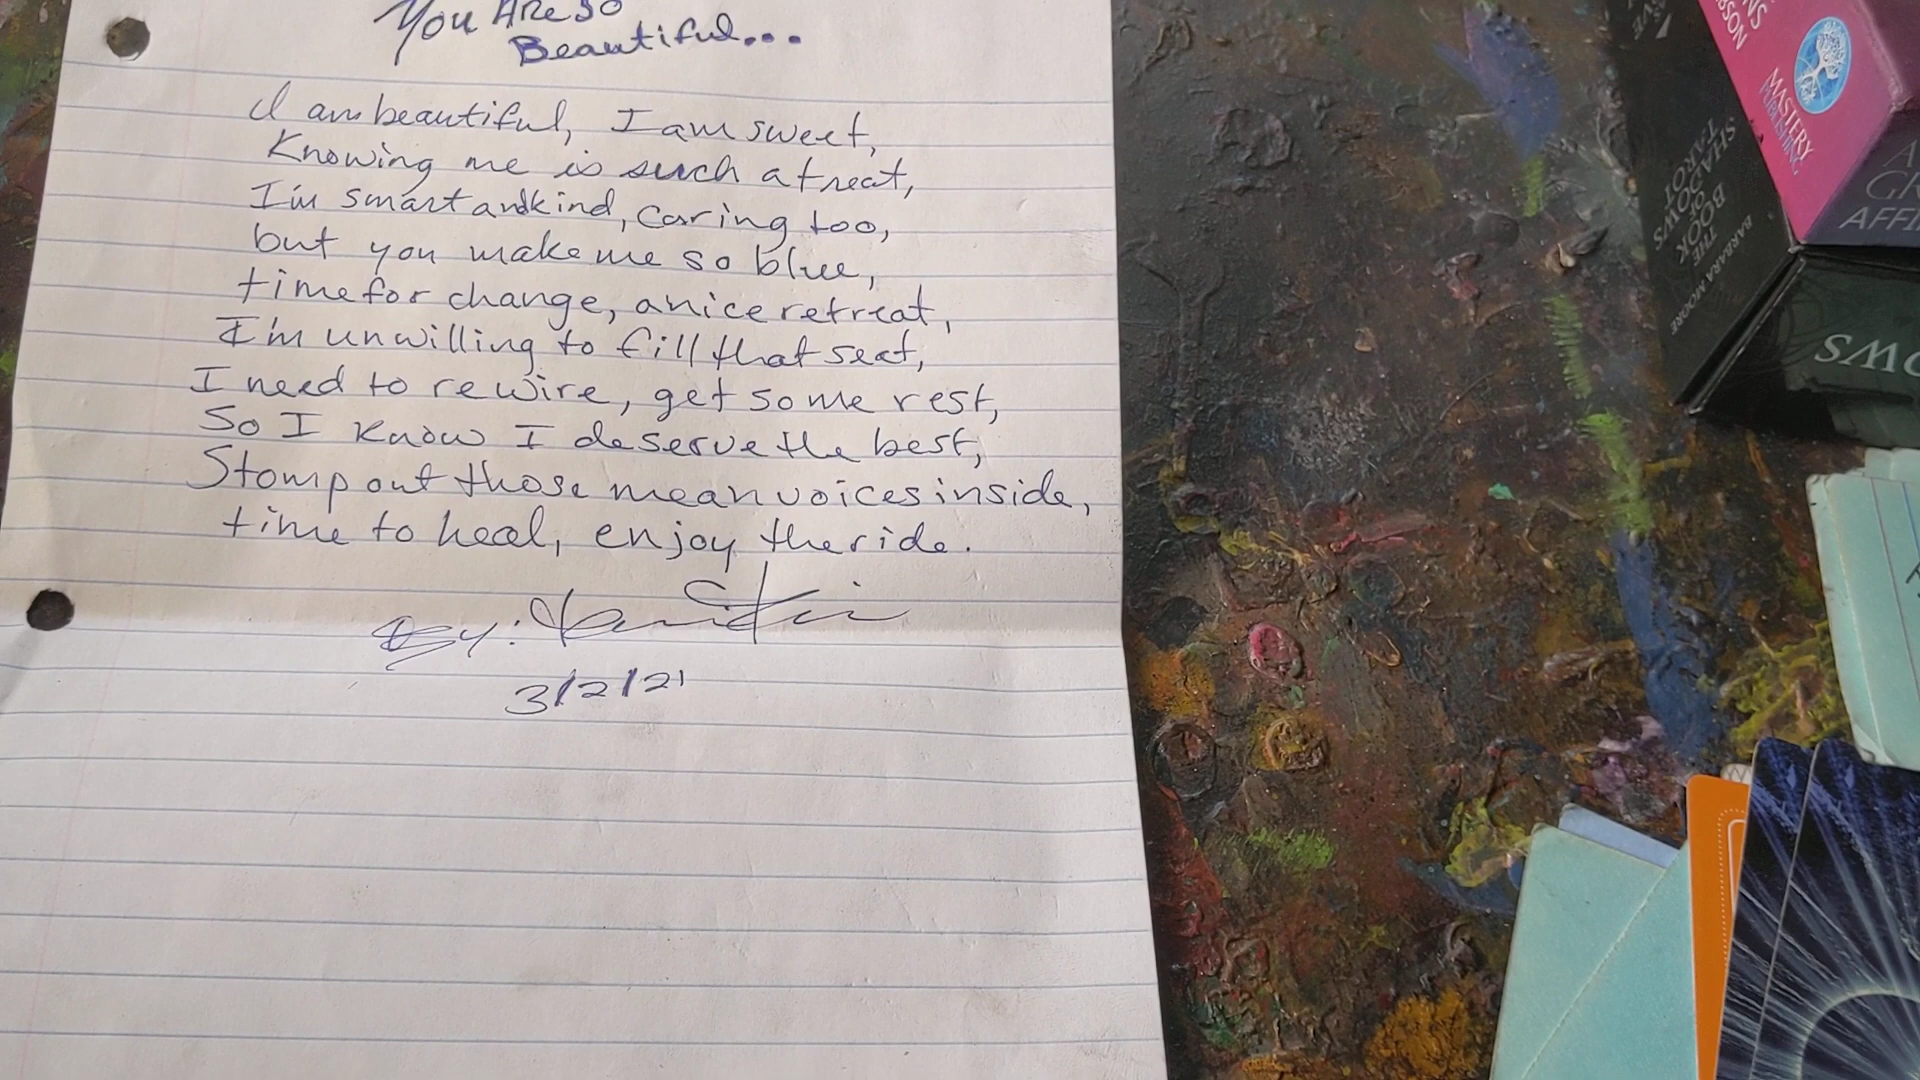 You Are So
Beautiful...
I am beautiful, I am sweet,
Knowing me is such a treat,
I'm smart and kind, caring too,
but you make me so blue,
time for change, a nice retreat,
I'm unwilling to fill that seat,
I need to rewire, get some rest,
So I know I deserve the best,
Stomp out those mean voices inside,
time to heal, enjoy the ride.
By:
3/2/21
MASTERY
PUBLISHING
THE
BOOK
OF
SHADOWS
TAROT
BARBARA MOORE